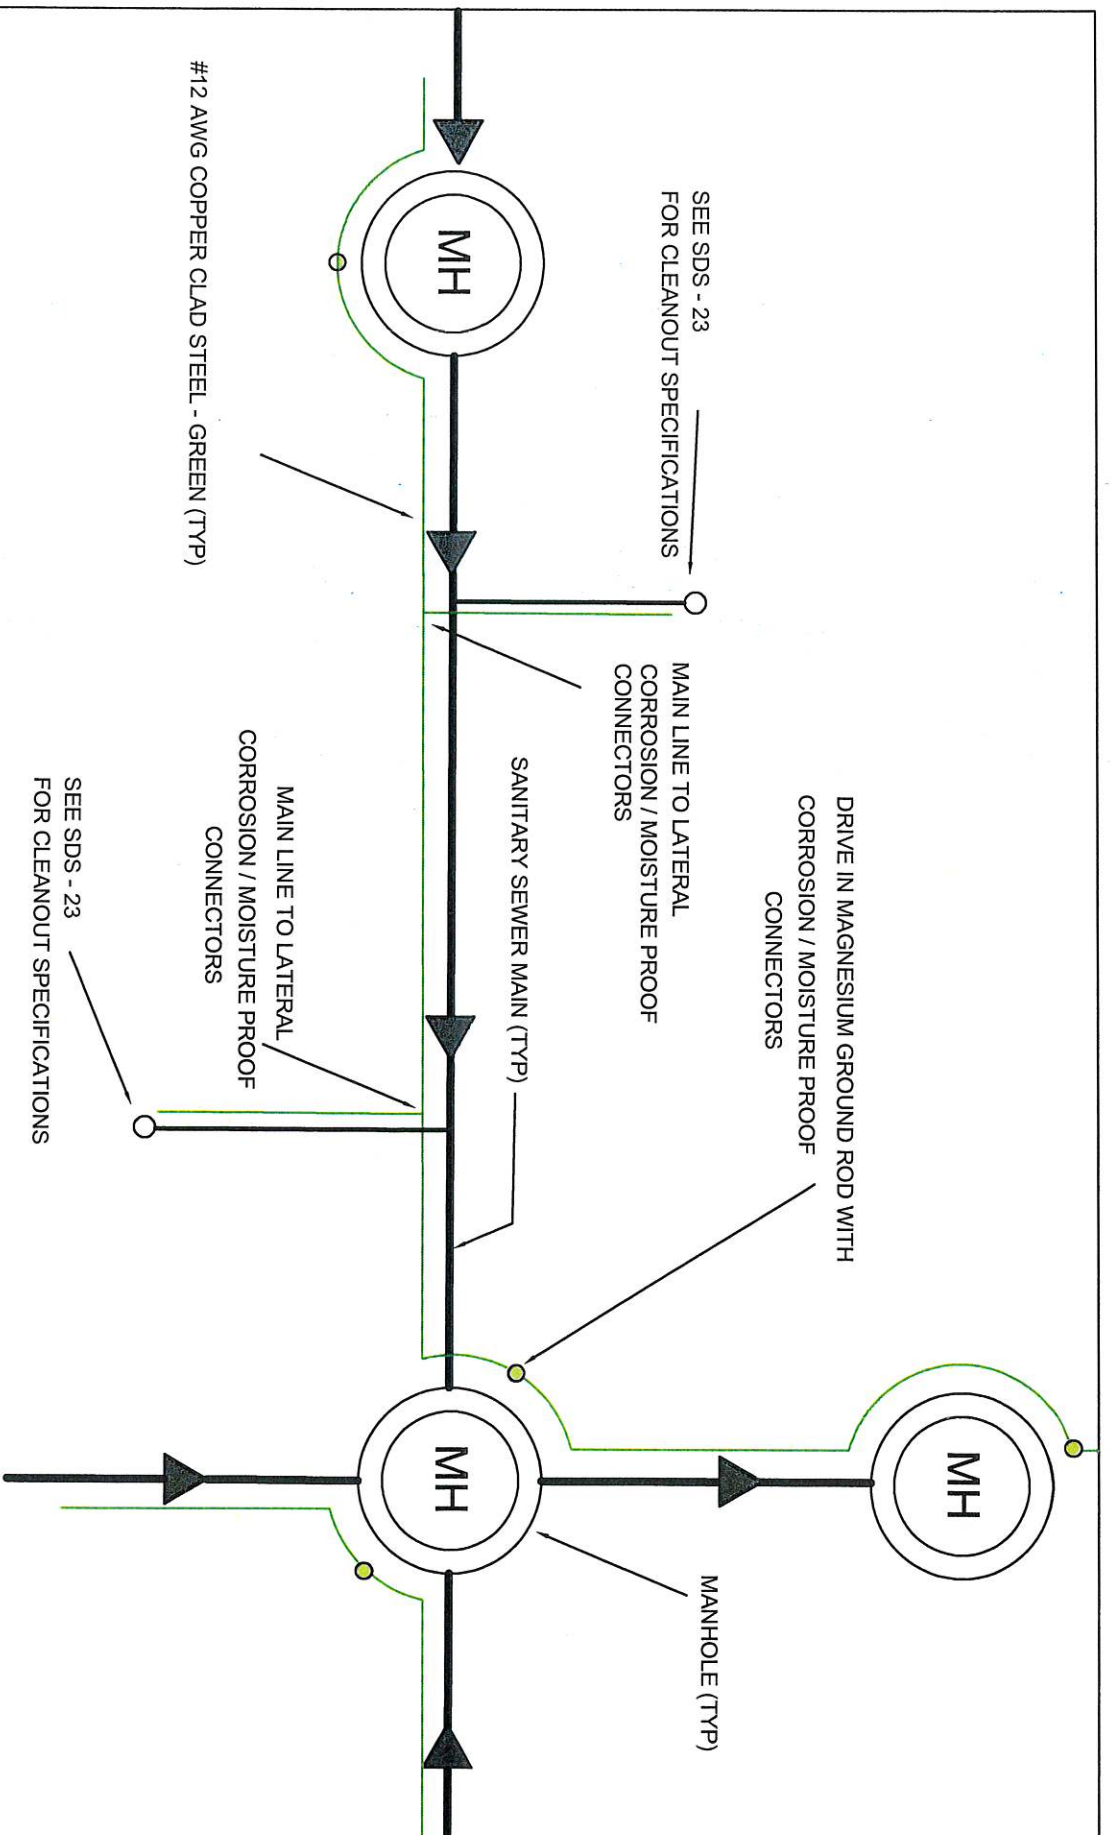 SEE SDS - 23
FOR CLEANOUT SPECIFICATIONS
#12 AWG COPPER CLAD STEEL - GREEN (TYP)
MH
MAIN LINE TO LATERAL
CORROSION / MOISTURE PROOF
CONNECTORS
DRIVE IN MAGNESIUM GROUND ROD WITH
CORROSION / MOISTURE PROOF
CONNECTORS
SANITARY SEWER MAIN (TYP)
MAIN LINE TO LATERAL
CORROSION / MOISTURE PROOF
CONNECTORS
SEE SDS - 23
FOR CLEANOUT SPECIFICATIONS
MH
MH
MANHOLE (TYP)